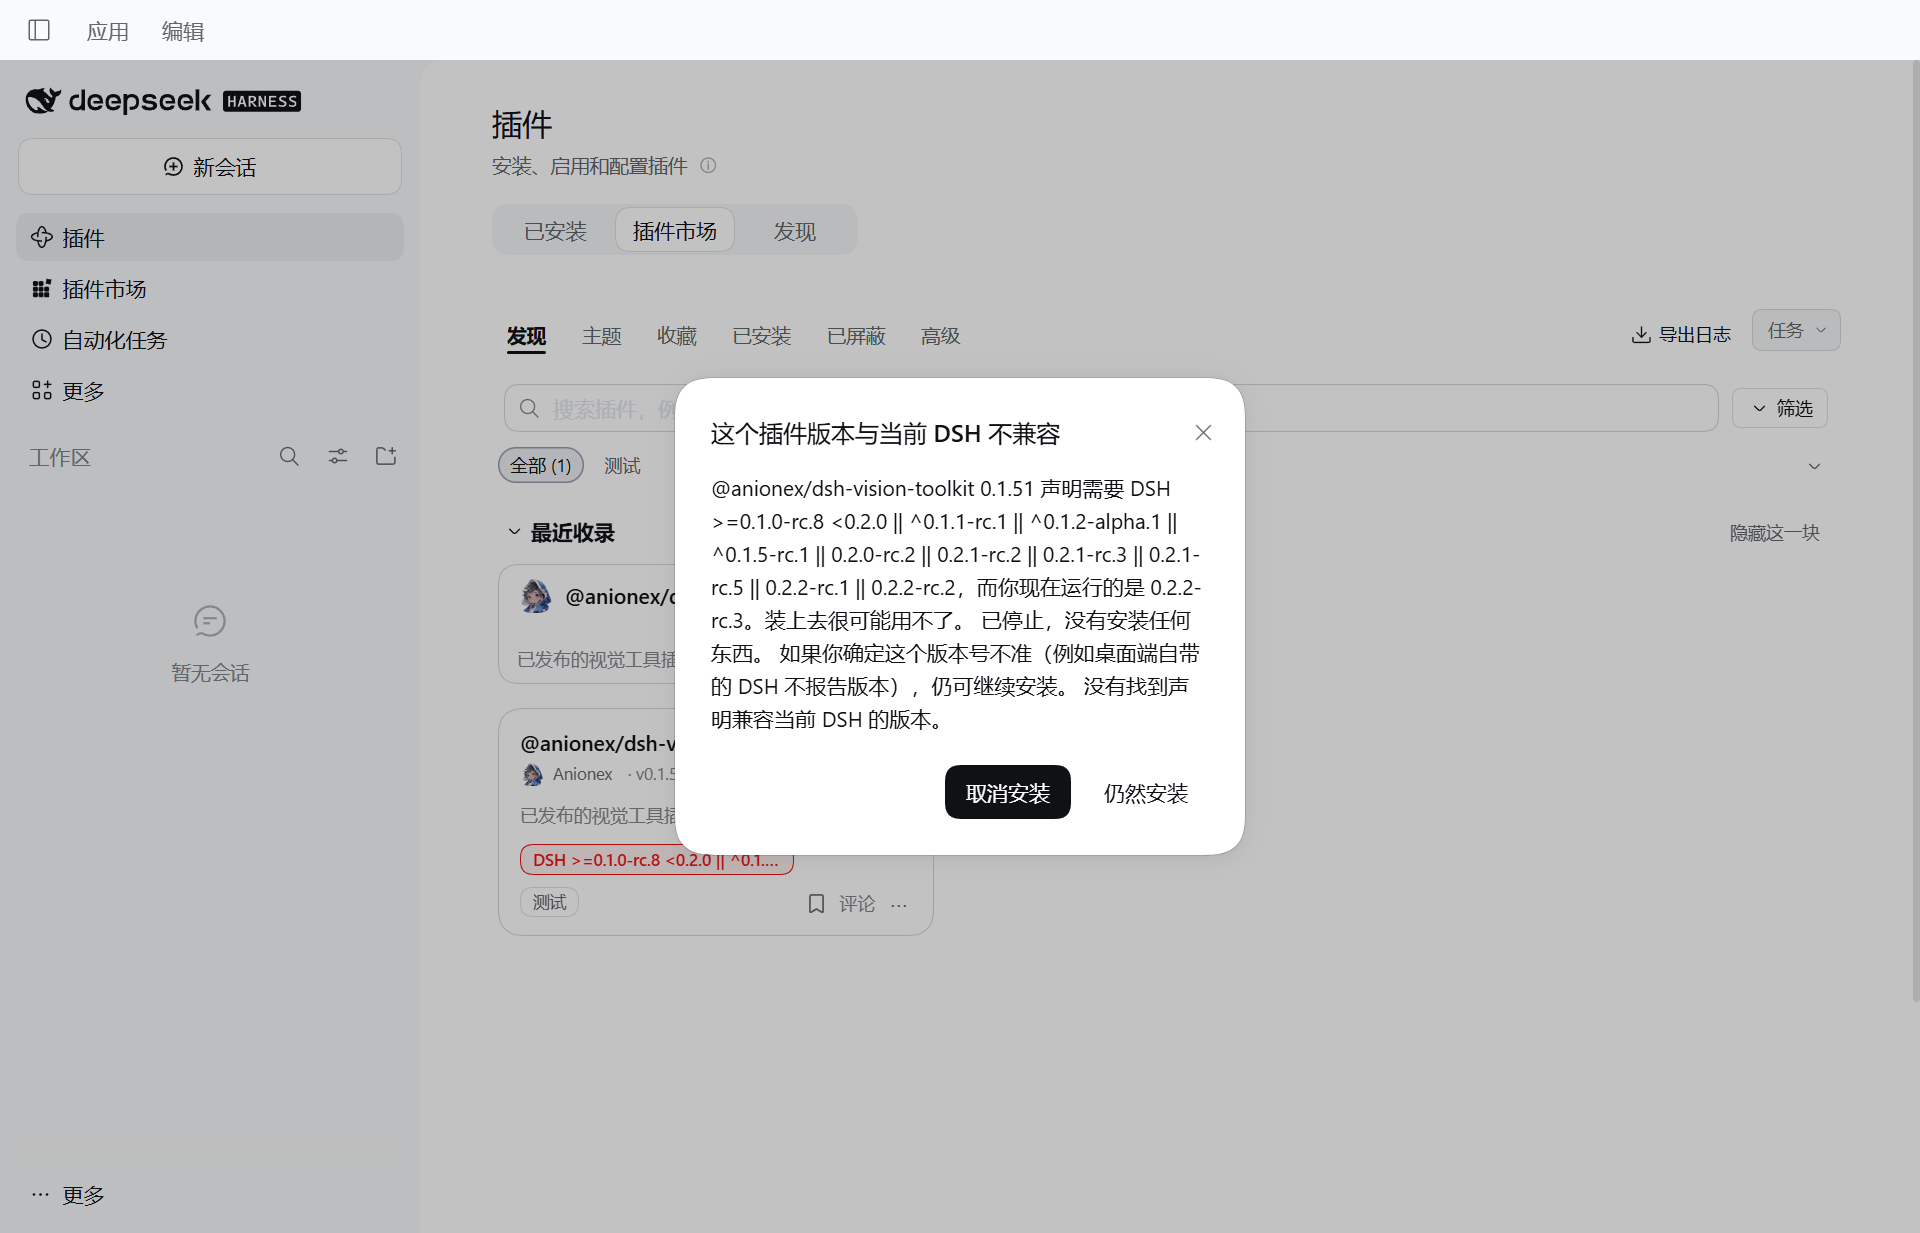 应用
编辑
deepseek HARNESS
新会话
插件
插件市场
自动化任务
更多
工作区
暂无会话
更多
插件
安装、启用和配置插件
已安装
插件市场
发现
发现
主题
收藏
已安装
已屏蔽
高级
导出日志
任务
搜索插件，例
筛选
全部 (1)
测试
最近收录
隐藏这一块
@anionex/d
已发布的视觉工具插
@anionex/dsh-v
Anionex · v0.1.5
已发布的视觉工具插
DSH >=0.1.0-rc.8 <0.2.0 || ^0.1....
测试
评论
这个插件版本与当前 DSH 不兼容
@anionex/dsh-vision-toolkit 0.1.51 声明需要 DSH
>=0.1.0-rc.8 <0.2.0 || ^0.1.1-rc.1 || ^0.1.2-alpha.1 ||
^0.1.5-rc.1 || 0.2.0-rc.2 || 0.2.1-rc.2 || 0.2.1-rc.3 || 0.2.1-
rc.5 || 0.2.2-rc.1 || 0.2.2-rc.2，而你现在运行的是 0.2.2-
rc.3。装上去很可能用不了。 已停止，没有安装任何
东西。 如果你确定这个版本号不准（例如桌面端自带
的 DSH 不报告版本），仍可继续安装。 没有找到声
明兼容当前 DSH 的版本。
取消安装
仍然安装